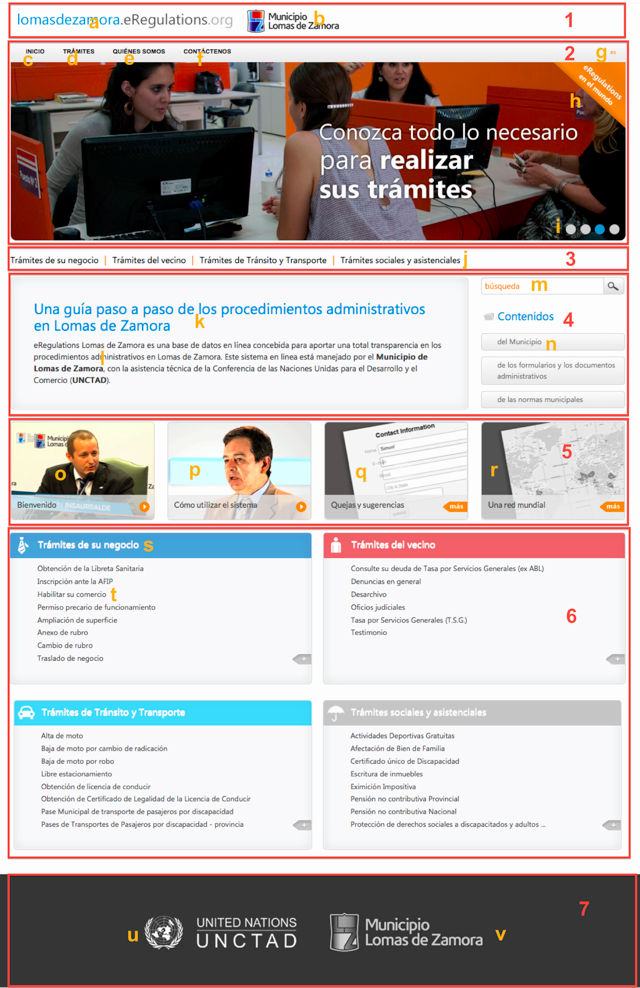 lomasdezamora.eRegulations.org
a
Municipio
Lomas de Zamora
b
1
INICIO
TRÁMITES
QUIÉNES SOMOS
CONTÁCTENOS
c
d
e
f
g
2
eRegulations
en el mundo
h
Conozca todo lo necesario
para realizar
sus trámites
i
Trámites de su negocio | Trámites del vecino | Trámites de Tránsito y Transporte | Trámites sociales y asistenciales
j
3
Una guía paso a paso de los procedimientos administrativos
en Lomas de Zamora
k
eRegulations Lomas de Zamora es una base de datos en línea concebida para aportar una total transparencia en los
procedimientos administrativos en Lomas de Zamora. Este sistema en línea está manejado por el Municipio de
Lomas de Zamora, con la asistencia técnica de la Conferencia de las Naciones Unidas para el Desarrollo y el
Comercio (UNCTAD).
l
búsqueda
m
Contenidos
4
del Municipio
n
de los formularios y los documentos
administrativos
de las normas municipales
Municip
Lomas de
o
Bienvenido
p
Cómo utilizar el sistema
Contact Information
q
Quejas y sugerencias
más
r
5
Una red mundial
más
Trámites de su negocio
s
Obtención de la Libreta Sanitaria
Inscripción ante la AFIP
Habilitar su comercio
t
Permiso precario de funcionamiento
Ampliación de superficie
Anexo de rubro
Cambio de rubro
Traslado de negocio
+
Trámites del vecino
Consulte su deuda de Tasa por Servicios Generales (ex ABL)
Denuncias en general
Desarchivo
Oficios judiciales
Tasa por Servicios Generales (T.S.G.)
Testimonio
+
6
Trámites de Tránsito y Transporte
Alta de moto
Baja de moto por cambio de radicación
Baja de moto por robo
Libre estacionamiento
Obtención de licencia de conducir
Obtención de Certificado de Legalidad de la Licencia de Conducir
Pase Municipal de transporte de pasajeros por discapacidad
Pases de Transportes de Pasajeros por discapacidad - provincia
+
Trámites sociales y asistenciales
Actividades Deportivas Gratuitas
Afectación de Bien de Familia
Certificado único de Discapacidad
Escritura de inmuebles
Eximición Impositiva
Pensión no contributiva Provincial
Pensión no contributiva Nacional
Protección de derechos sociales a discapacitados y adultos ...
+
7
u
UNITED NATIONS
UNCTAD
Municipio
Lomas de Zamora
v